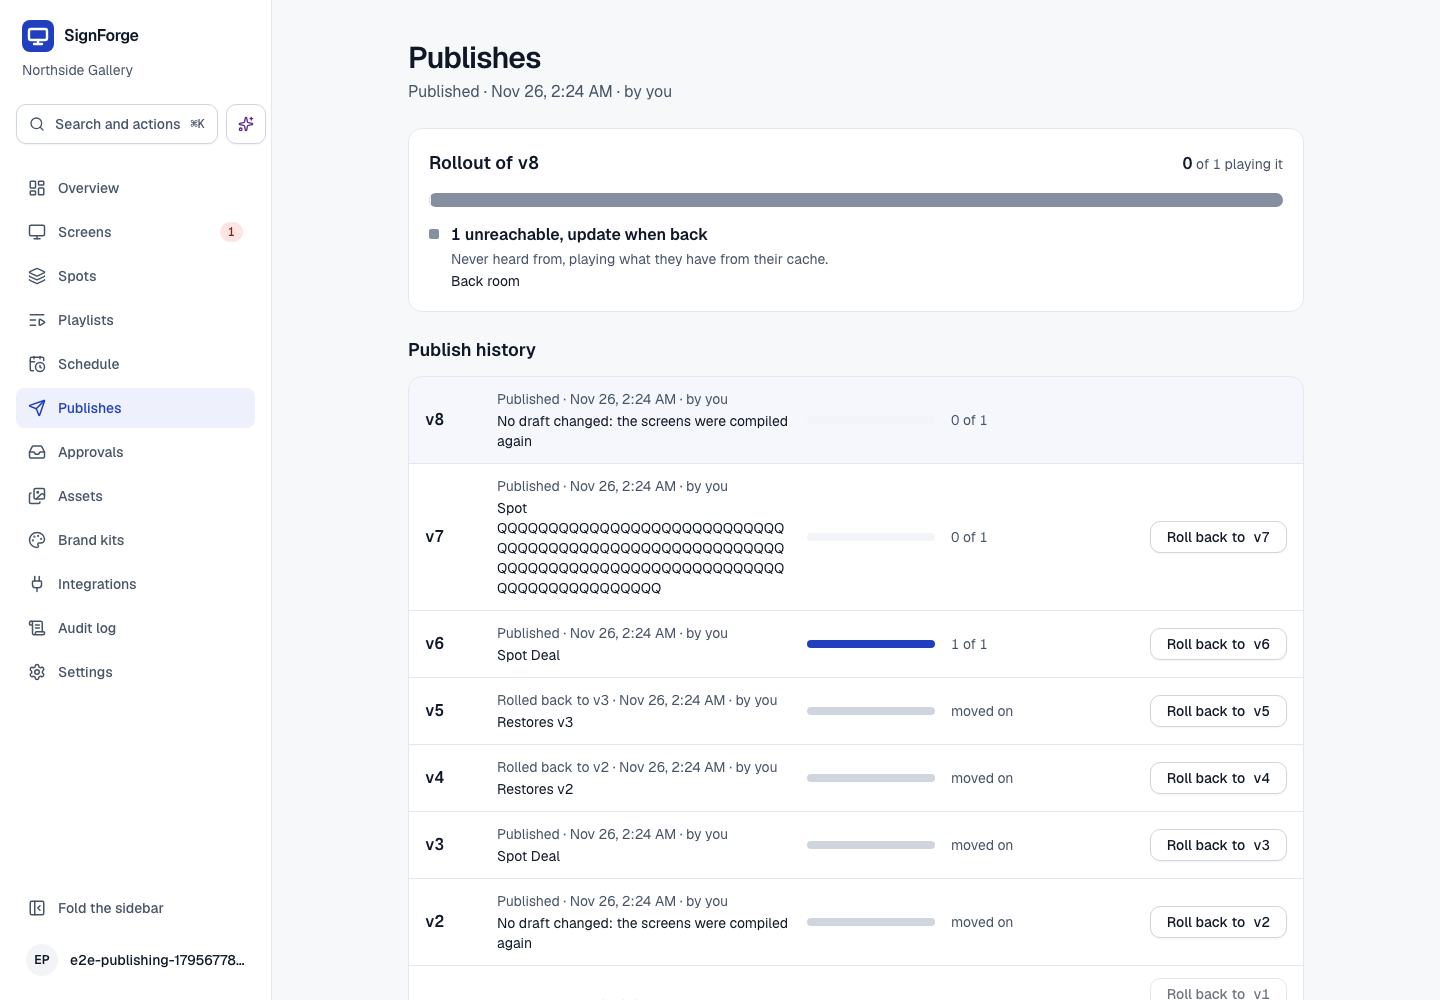 SignForge
Northside Gallery
Search and actions ⌘K
Overview
Screens 1
Spots
Playlists
Schedule
Publishes
Approvals
Assets
Brand kits
Integrations
Audit log
Settings
Fold the sidebar
EP e2e-publishing-17956778…
Publishes
Published · Nov 26, 2:24 AM · by you
Rollout of v8
0 of 1 playing it
1 unreachable, update when back
Never heard from, playing what they have from their cache.
Back room
Publish history
v8
Published · Nov 26, 2:24 AM · by you
No draft changed: the screens were compiled
again
0 of 1
v7
Published · Nov 26, 2:24 AM · by you
Spot
QQQQQQQQQQQQQQQQQQQQQQQQQQQQ
QQQQQQQQQQQQQQQQQQQQQQQQQQQQ
QQQQQQQQQQQQQQQQQQQQQQQQQQQQ
QQQQQQQQQQQQQQQQ
0 of 1
Roll back to v7
v6
Published · Nov 26, 2:24 AM · by you
Spot Deal
1 of 1
Roll back to v6
v5
Rolled back to v3 · Nov 26, 2:24 AM · by you
Restores v3
moved on
Roll back to v5
v4
Rolled back to v2 · Nov 26, 2:24 AM · by you
Restores v2
moved on
Roll back to v4
v3
Published · Nov 26, 2:24 AM · by you
Spot Deal
moved on
Roll back to v3
v2
Published · Nov 26, 2:24 AM · by you
No draft changed: the screens were compiled
again
moved on
Roll back to v2
Roll back to v1